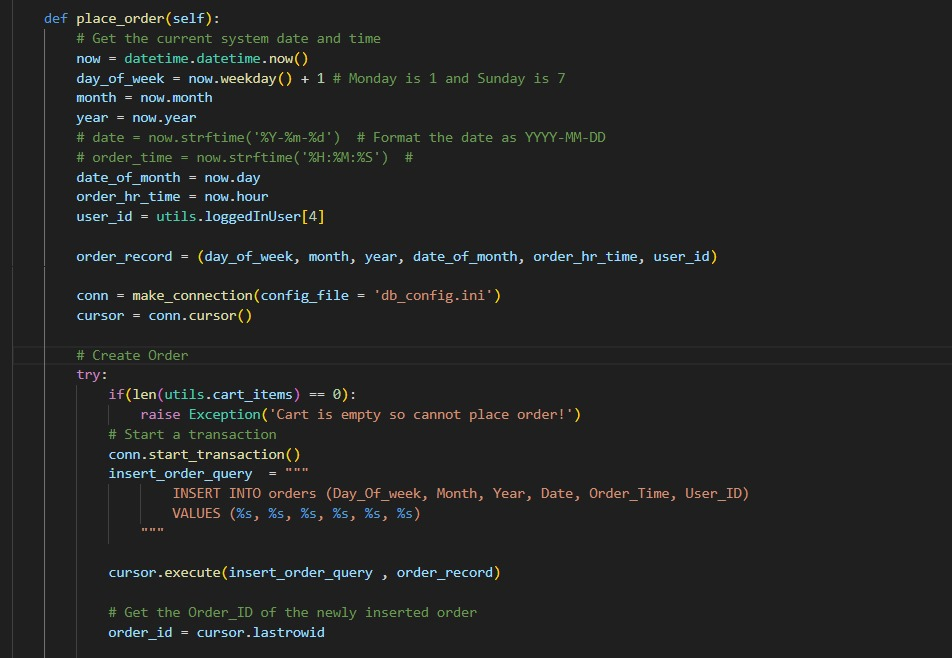 def place_order(self):
    # Get the current system date and time
    now = datetime.datetime.now()
    day_of_week = now.weekday() + 1 # Monday is 1 and Sunday is 7
    month = now.month
    year = now.year
    # date = now.strftime('%Y-%m-%d')  # Format the date as YYYY-MM-DD
    # order_time = now.strftime('%H:%M:%S')  #
    date_of_month = now.day
    order_hr_time = now.hour
    user_id = utils.loggedInUser[4]

    order_record = (day_of_week, month, year, date_of_month, order_hr_time, user_id)

    conn = make_connection(config_file = 'db_config.ini')
    cursor = conn.cursor()

    # Create Order
    try:
        if(len(utils.cart_items) == 0):
            raise Exception('Cart is empty so cannot place order!')
        # Start a transaction
        conn.start_transaction()
        insert_order_query  = """
                INSERT INTO orders (Day_Of_week, Month, Year, Date, Order_Time, User_ID)
                VALUES (%s, %s, %s, %s, %s, %s)
            """

        cursor.execute(insert_order_query , order_record)

        # Get the Order_ID of the newly inserted order
        order_id = cursor.lastrowid